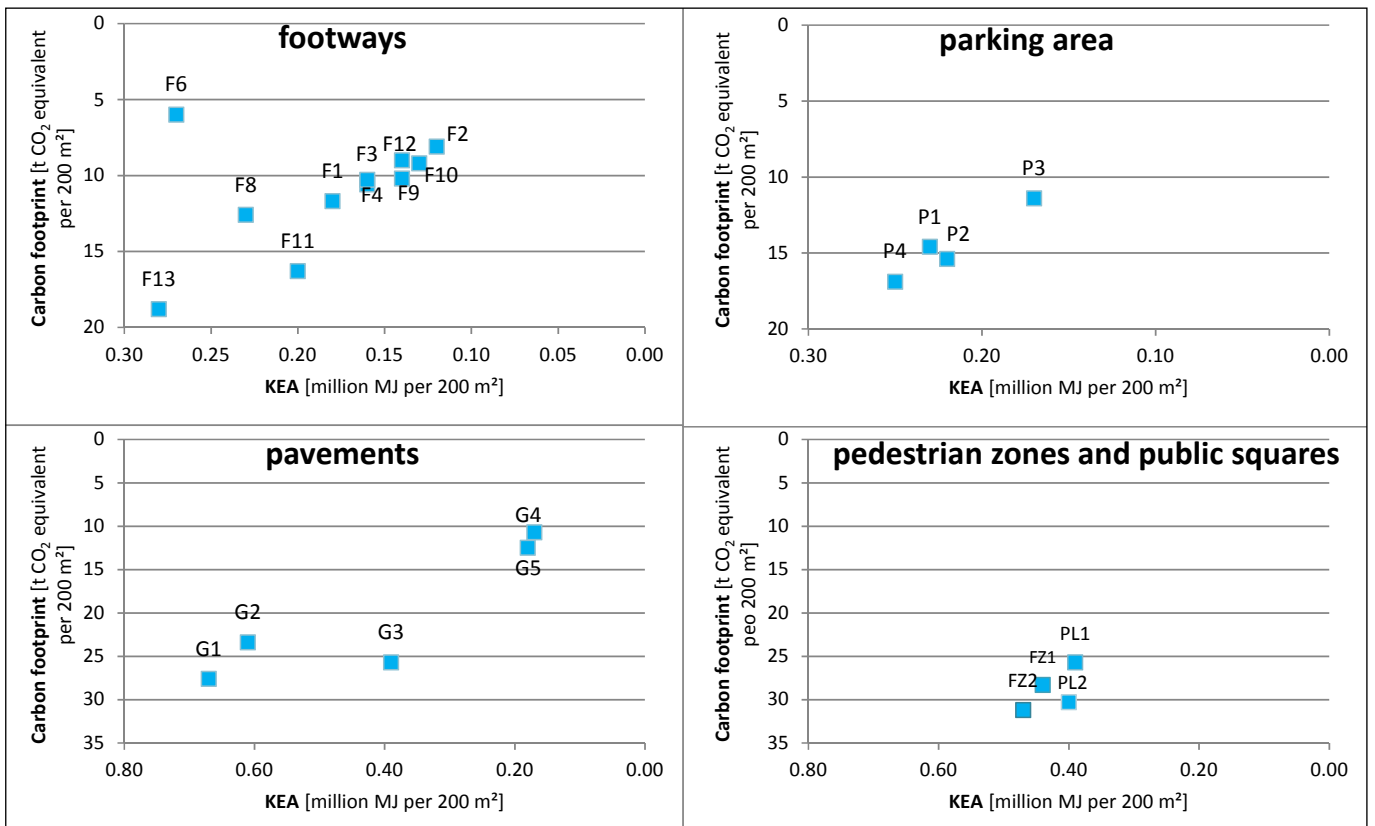 footways
Carbon footprint [t CO₂ equivalent
per 200 m²]
0
5
10
15
20
F6
F2
F12
F3
F1
F10
F8
F4
F9
F11
F13
0.30
0.25
0.20
0.15
0.10
0.05
0.00
KEA [million MJ per 200 m²]
parking area
Carbon footprint [t CO₂ equivalent
per 200 m²]
0
5
10
15
20
P3
P1
P2
P4
0.30
0.20
0.10
0.00
KEA [million MJ per 200 m²]
pavements
Carbon footprint [t CO₂ equivalent
per 200 m²]
0
5
10
15
20
25
30
35
G4
G5
G2
G3
G1
0.80
0.60
0.40
0.20
0.00
KEA [million MJ per 200 m²]
pedestrian zones and public squares
Carbon footprint [t CO₂ equivalent
peo 200 m²]
0
5
10
15
20
25
30
35
PL1
FZ1
FZ2
PL2
0.80
0.60
0.40
0.20
0.00
KEA [million MJ per 200 m²]